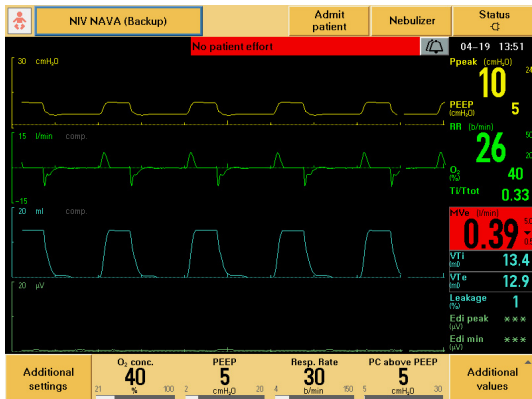 NIV NAVA (Backup)
Admit patient
Nebulizer
Status
No patient effort
04-19 13:51
30 cmH₂O
Ppeak (cmH₂O)
10
24
PEEP
(cmH₂O)
5
15 l/min comp.
-15
RR (b/min)
26
50
20
O₂
(%)
40
Ti/Ttot
0.33
20 ml comp.
MVe (l/min)
0.39
VTi
(ml)
13.4
VTe
(ml)
12.9
20 µV
Leakage
(%)
1
Edi peak
(µV)
***
Edi min
(µV)
***
Additional settings
O₂ conc.
40
21 % 100
PEEP
5
2 cmH₂O 20
Resp. Rate
30
4 b/min 150
PC above PEEP
5
5 cmH₂O 30
Additional values